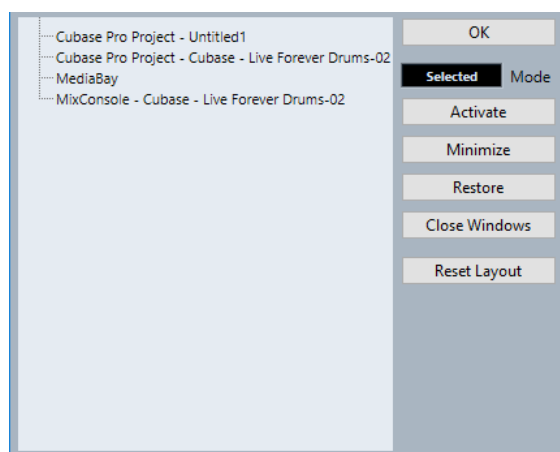 Cubase Pro Project - Untitled1
Cubase Pro Project - Cubase - Live Forever Drums-02
MediaBay
MixConsole - Cubase - Live Forever Drums-02
OK
Selected Mode
Activate
Minimize
Restore
Close Windows
Reset Layout